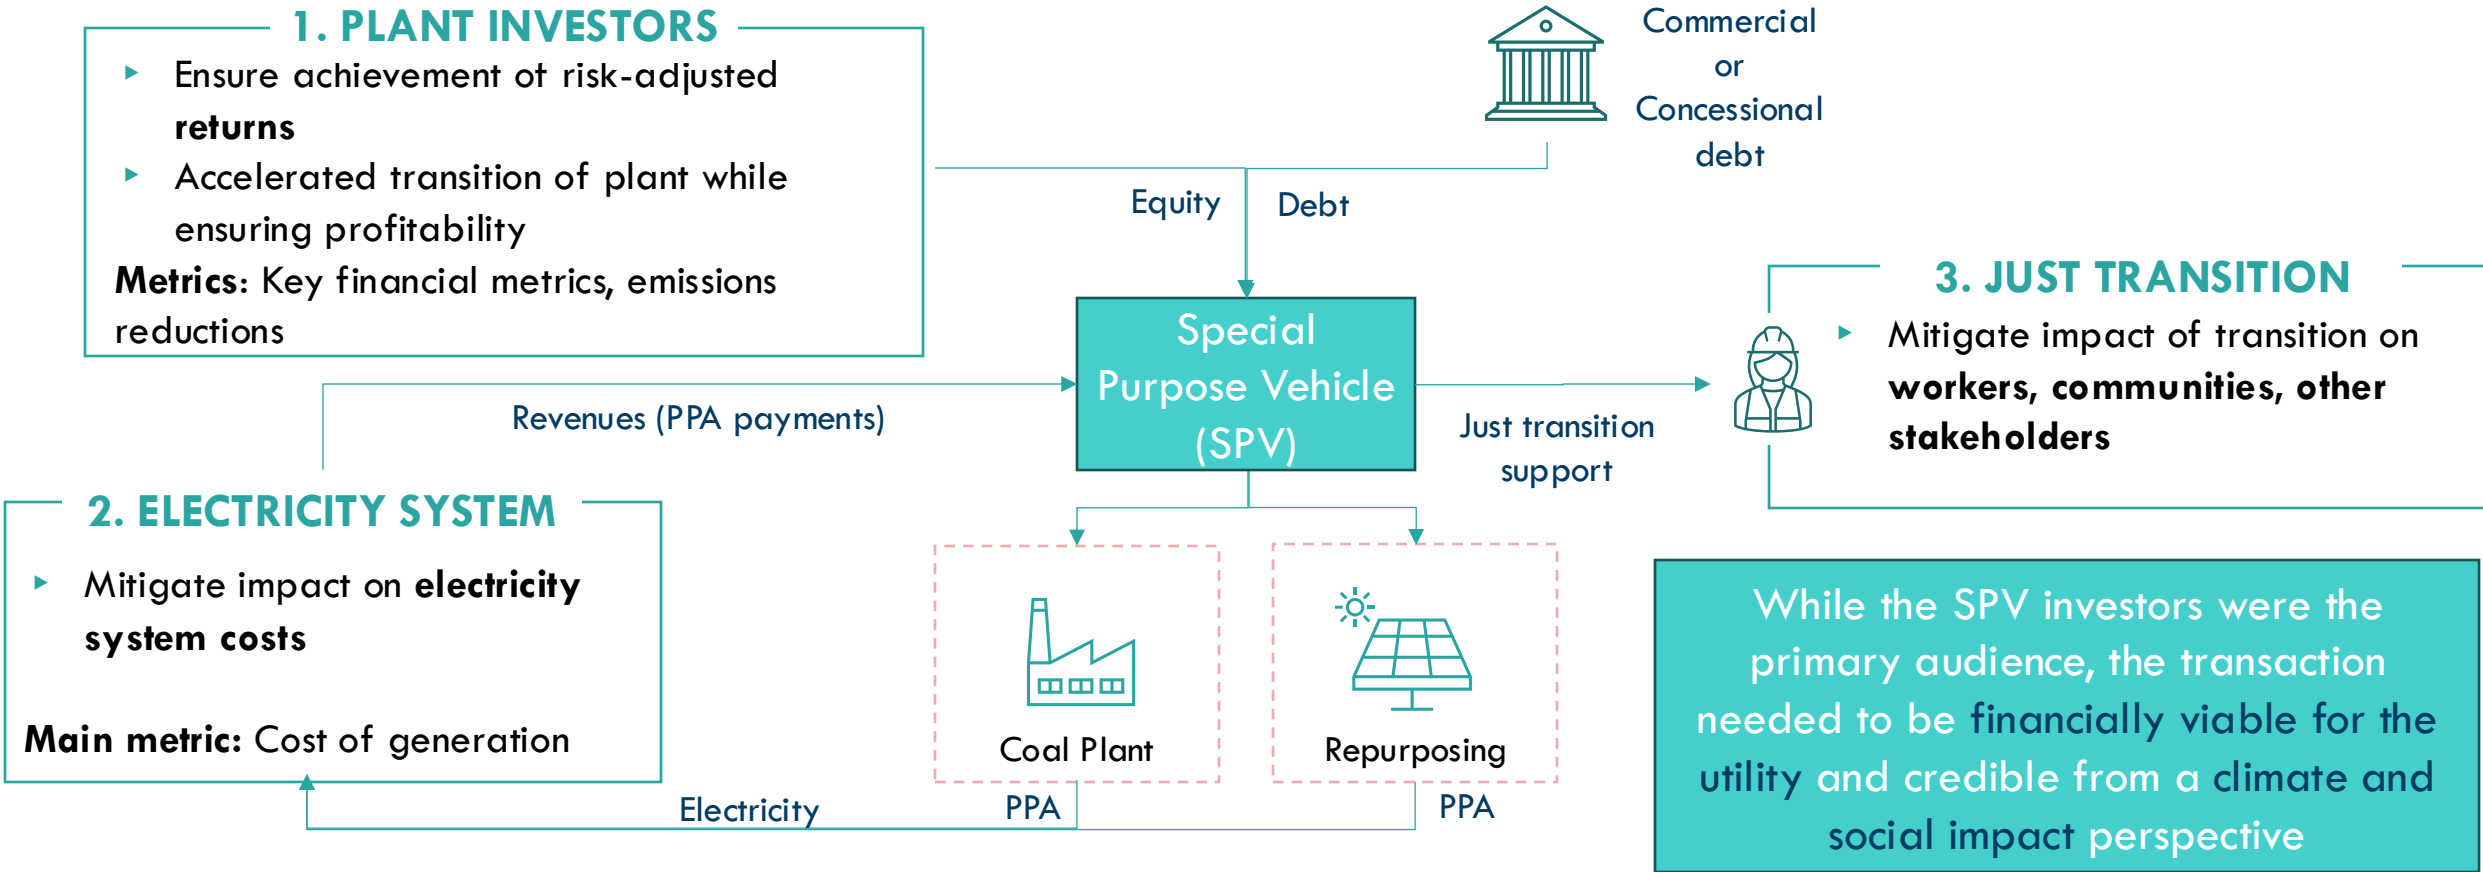 1. PLANT INVESTORS
▸ Ensure achievement of risk-adjusted
returns
▸ Accelerated transition of plant while
ensuring profitability
Metrics: Key financial metrics, emissions
reductions
Commercial
or
Concessional
debt
Equity
Debt
Special
Purpose Vehicle
(SPV)
Revenues (PPA payments)
Just transition
support
3. JUST TRANSITION
▸ Mitigate impact of transition on
workers, communities, other
stakeholders
2. ELECTRICITY SYSTEM
▸ Mitigate impact on electricity
system costs
Main metric: Cost of generation
Coal Plant
Repurposing
Electricity
PPA
PPA
While the SPV investors were the
primary audience, the transaction
needed to be financially viable for the
utility and credible from a climate and
social impact perspective